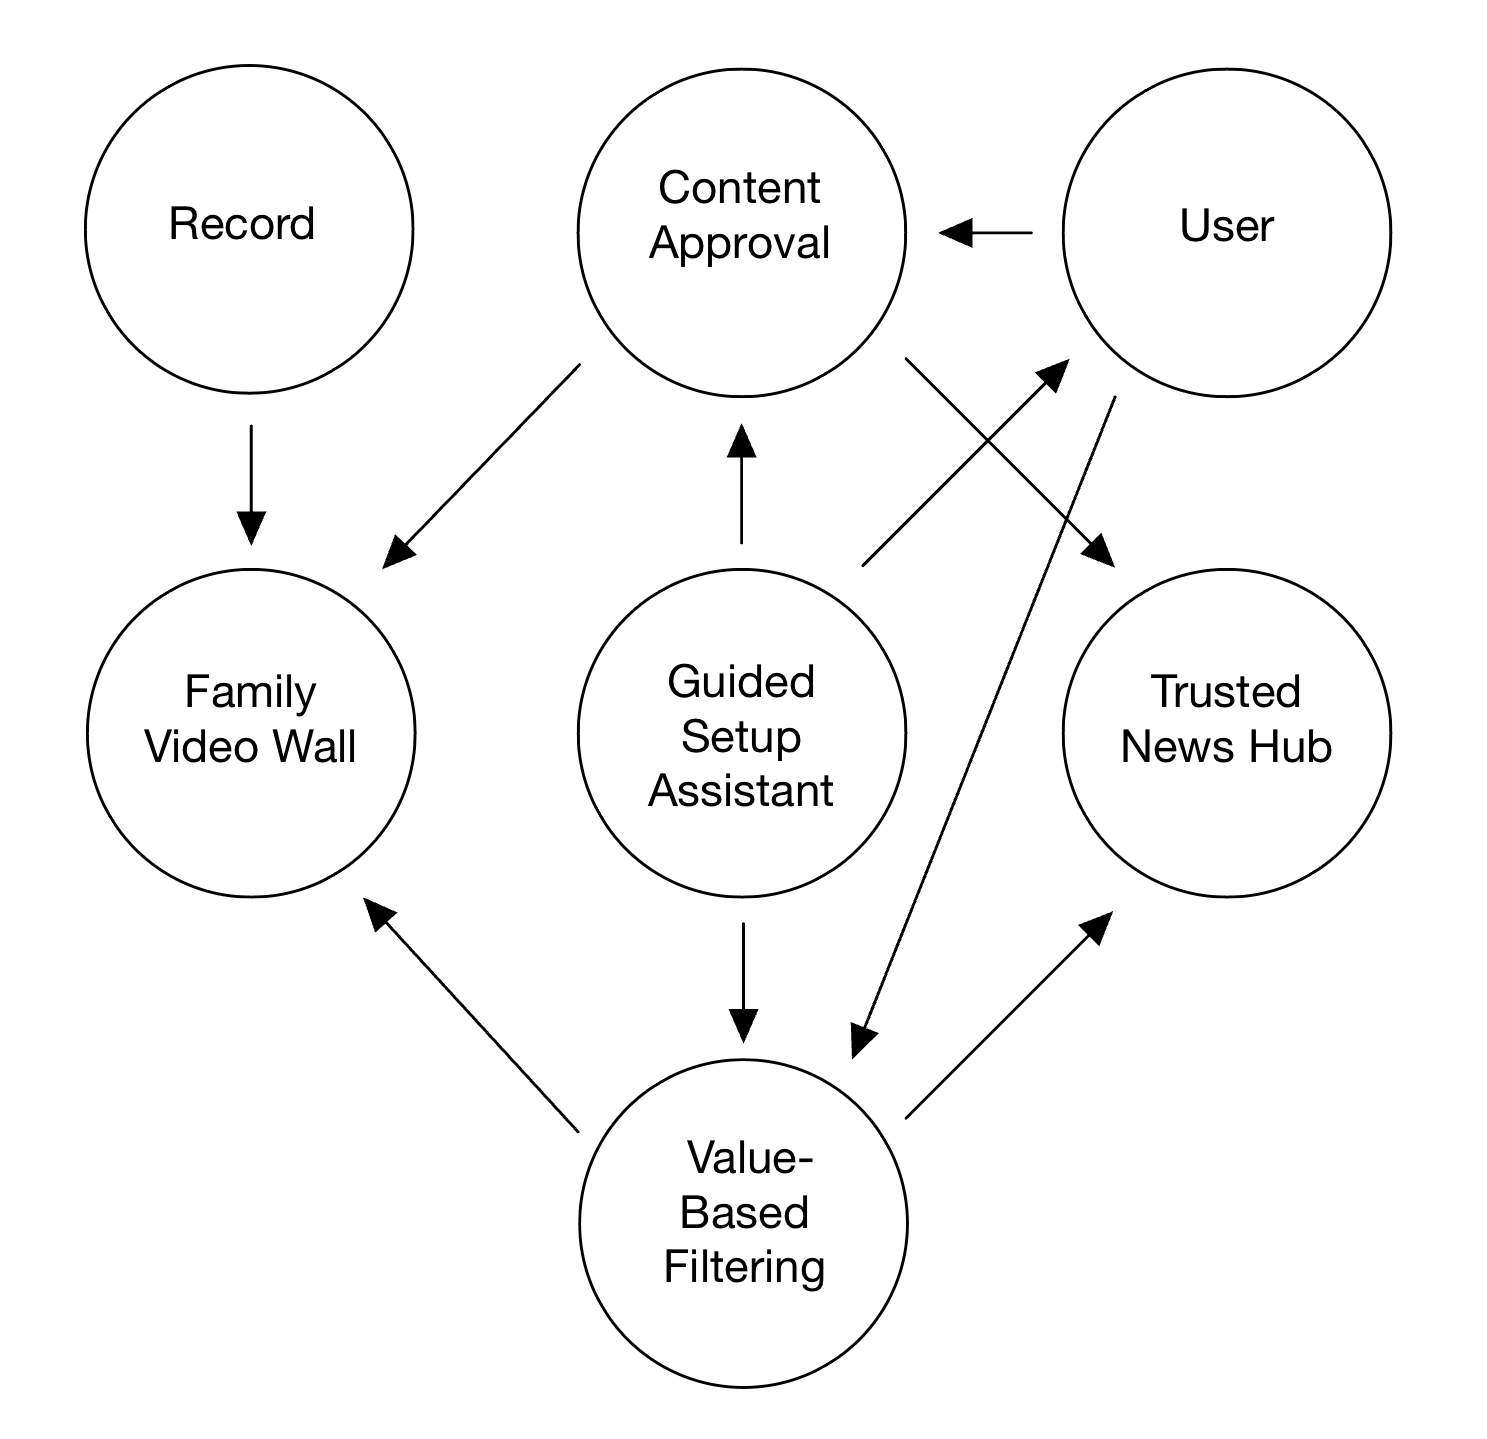 Record
Content
Approval
User
Family
Video Wall
Guided
Setup
Assistant
Trusted
News Hub
Value-
Based
Filtering